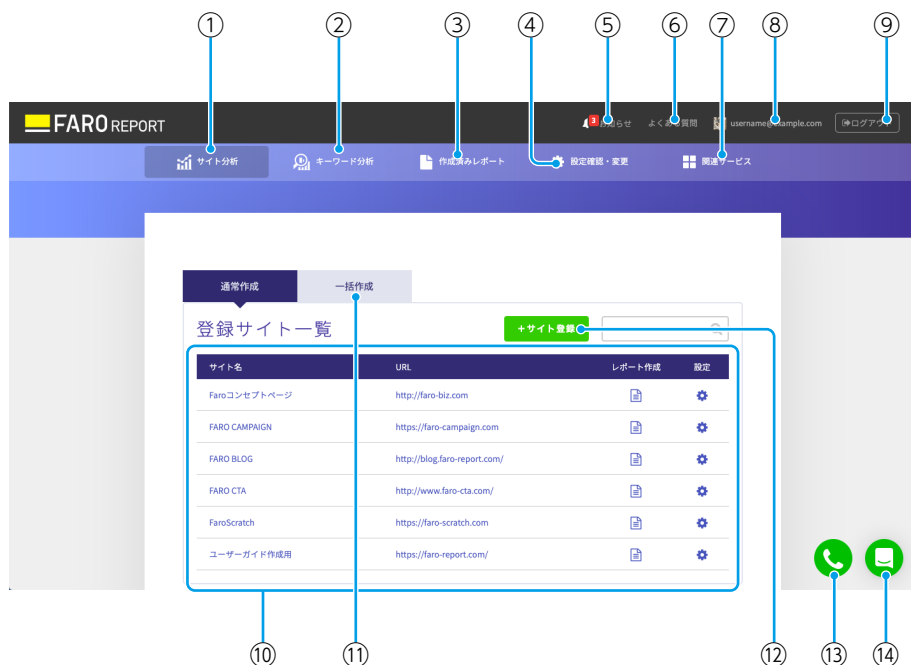 ① ② ③ ④ ⑤ ⑥ ⑦ ⑧ ⑨
FARO REPORT
3 お知らせ よくある質問 username@example.com ログアウト
サイト分析 キーワード分析 作成済みレポート 設定確認・変更 関連サービス
通常作成 一括作成
登録サイト一覧 +サイト登録
サイト名 URL レポート作成 設定
Faroコンセプトページ http://faro-biz.com
FARO CAMPAIGN https://faro-campaign.com
FARO BLOG http://blog.faro-report.com/
FARO CTA http://www.faro-cta.com/
FaroScratch https://faro-scratch.com
ユーザーガイド作成用 https://faro-report.com/
⑩ ⑪ ⑫ ⑬ ⑭